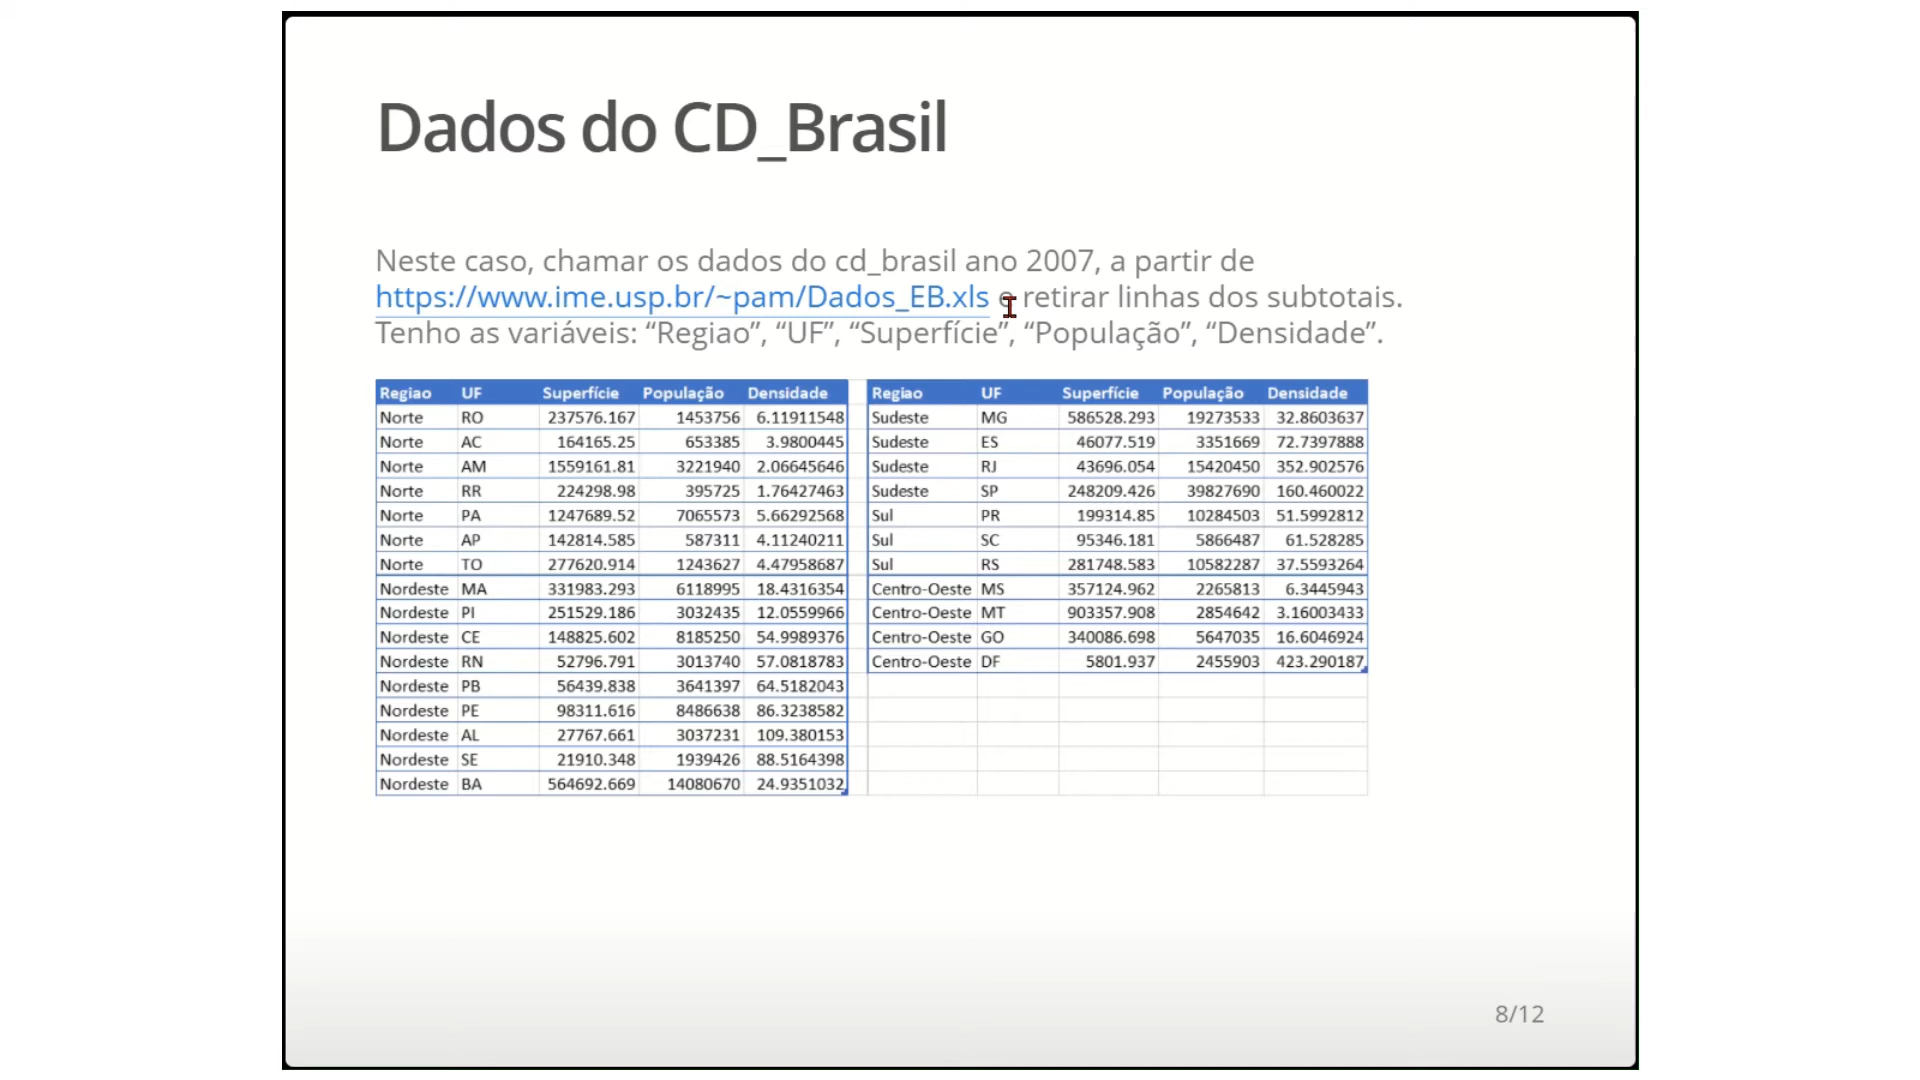 Dados do CD_Brasil
Neste caso, chamar os dados do cd_brasil ano 2007, a partir de
https://www.ime.usp.br/~pam/Dados_EB.xls e retirar linhas dos subtotais.
Tenho as variáveis: “Regiao”, “UF”, “Superfície”, “População”, “Densidade”.
Regiao UF Superfície População Densidade
Norte RO 237576.167 1453756 6.11911548
Norte AC 164165.25 653385 3.9800445
Norte AM 1559161.81 3221940 2.06645646
Norte RR 224298.98 395725 1.76427463
Norte PA 1247689.52 7065573 5.66292568
Norte AP 142814.585 587311 4.11240211
Norte TO 277620.914 1243627 4.47958687
Nordeste MA 331983.293 6118995 18.4316354
Nordeste PI 251529.186 3032435 12.0559966
Nordeste CE 148825.602 8185250 54.9989376
Nordeste RN 52796.791 3013740 57.0818783
Nordeste PB 56439.838 3641397 64.5182043
Nordeste PE 98311.616 8486638 86.3238582
Nordeste AL 27767.661 3037231 109.380153
Nordeste SE 21910.348 1939426 88.5164398
Nordeste BA 564692.669 14080670 24.9351032
Regiao UF Superfície População Densidade
Sudeste MG 586528.293 19273533 32.8603637
Sudeste ES 46077.519 3351669 72.7397888
Sudeste RJ 43696.054 15420450 352.902576
Sudeste SP 248209.426 39827690 160.460022
Sul PR 199314.85 10284503 51.5992812
Sul SC 95346.181 5866487 61.528285
Sul RS 281748.583 10582287 37.5593264
Centro-Oeste MS 357124.962 2265813 6.3445943
Centro-Oeste MT 903357.908 2854642 3.16003433
Centro-Oeste GO 340086.698 5647035 16.6046924
Centro-Oeste DF 5801.937 2455903 423.290187
8/12